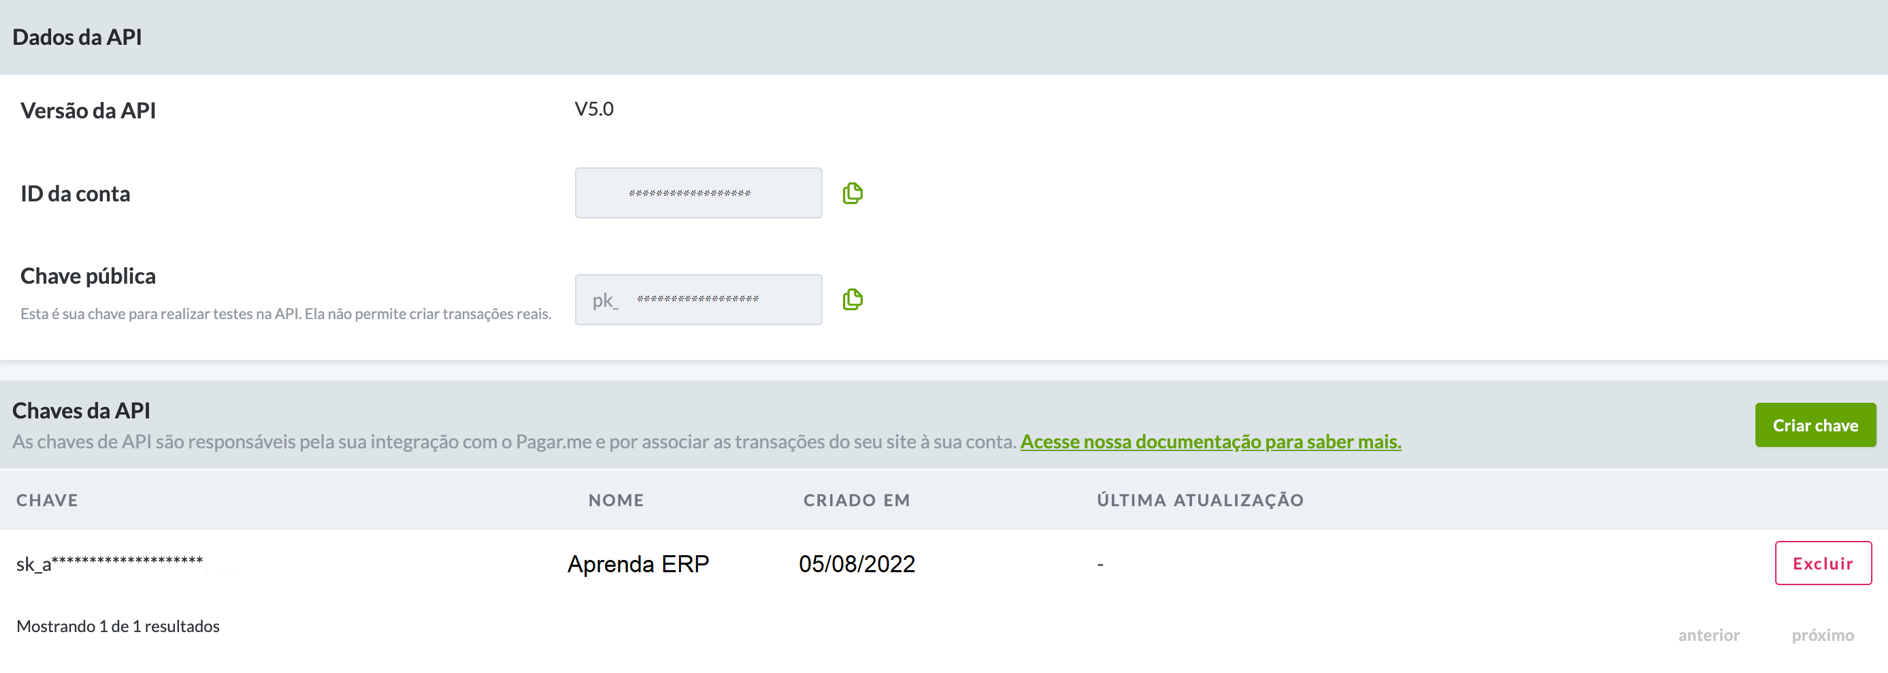 Dados da API
Versão da API V5.0
ID da conta ******************
Chave pública
Esta é sua chave para realizar testes na API. Ela não permite criar transações reais. pk_ ******************
Chaves da API
As chaves de API são responsáveis pela sua integração com o Pagar.me e por associar as transações do seu site à sua conta. Acesse nossa documentação para saber mais.
Criar chave
CHAVE NOME CRIADO EM ÚLTIMA ATUALIZAÇÃO
sk_a******************** Aprenda ERP 05/08/2022 - Excluir
Mostrando 1 de 1 resultados
anterior próximo